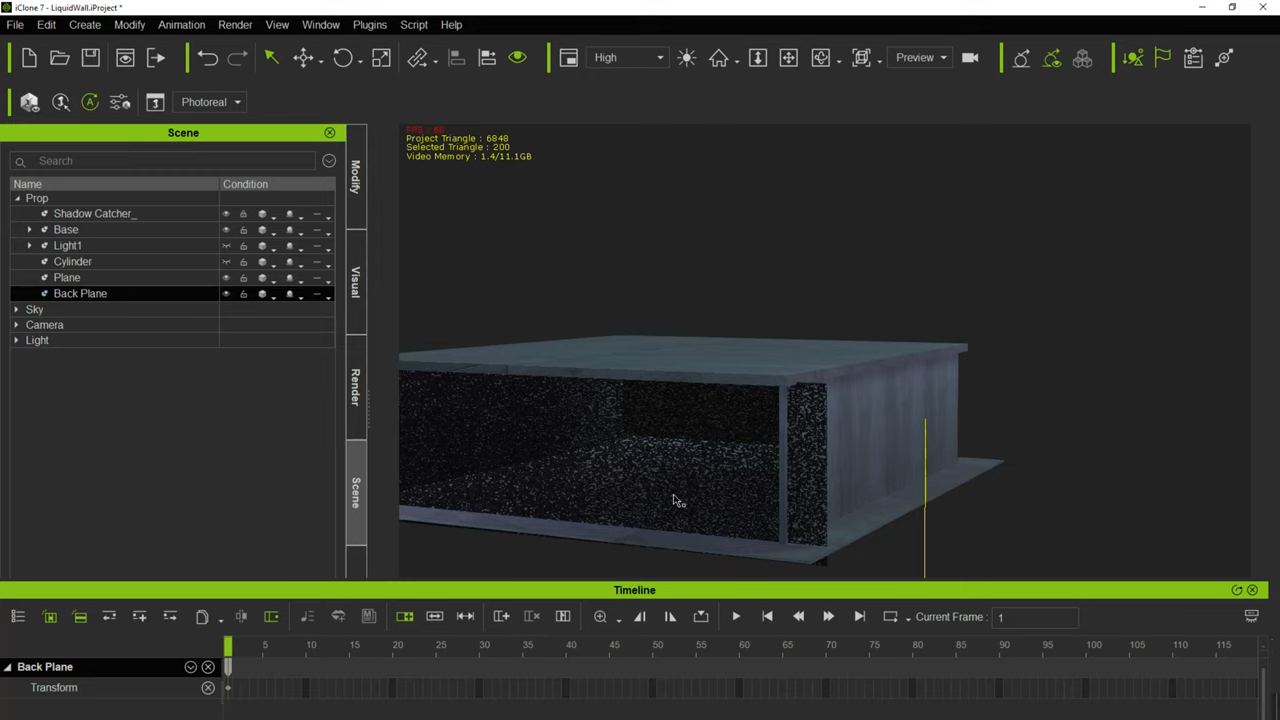 iClone 7 - LiquidWall.iProject *
File Edit Create Modify Animation Render View Window Plugins Script Help
High Preview
Photoreal
Scene
Search
Name Condition
Prop
Shadow Catcher_
Base
Light1
Cylinder
Plane
Back Plane
Sky
Camera
Light
Modify
Visual
Render
Scene
FPS : 60
Project Triangle : 6848
Selected Triangle : 200
Video Memory : 1.4/11.1GB
Timeline
Current Frame : 1
5 10 15 20 25 30 35 40 45 50 55 60 65 70 75 80 85 90 95 100 105 110 115
Back Plane
Transform